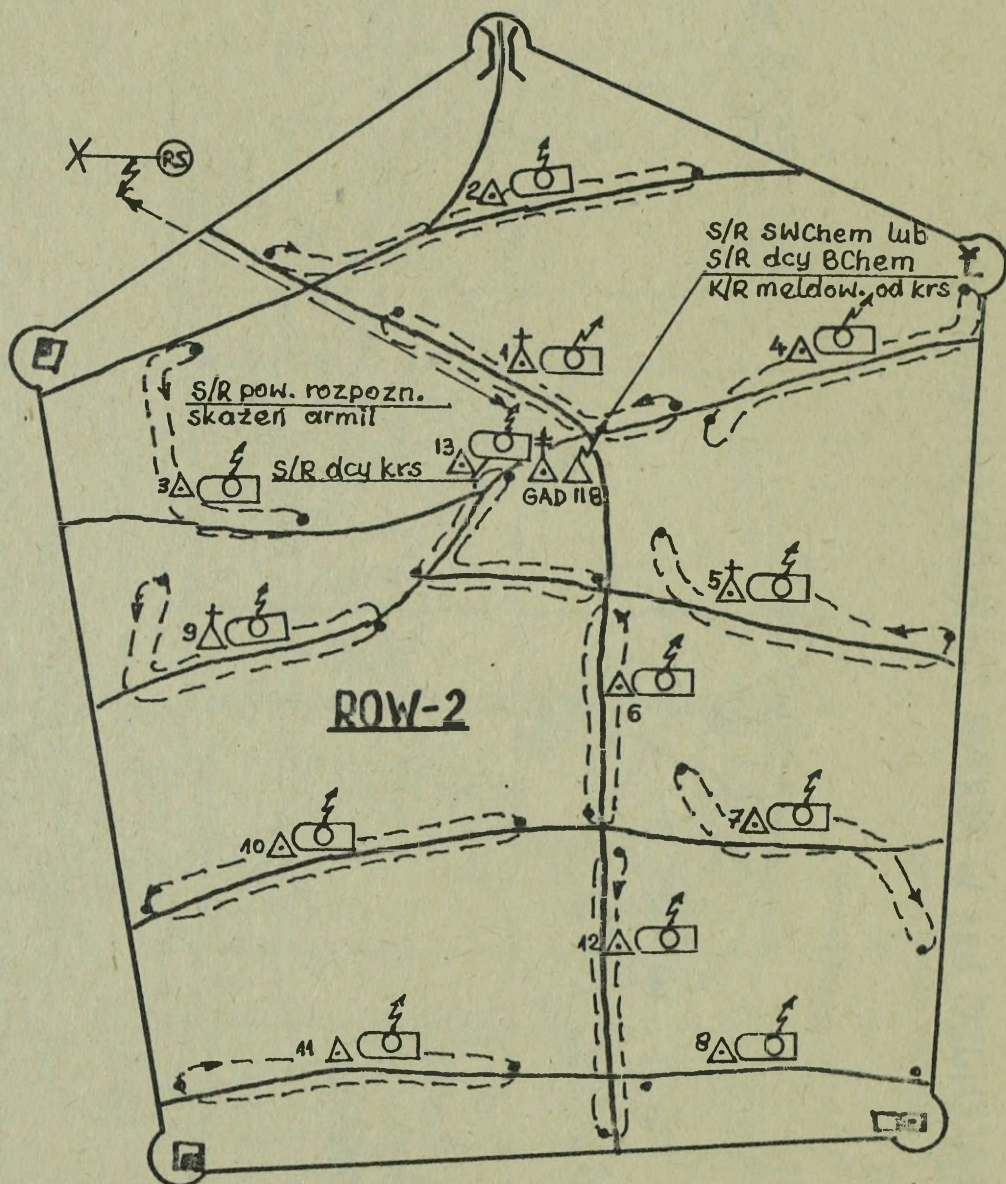 RS
2
S/R SWChem lub
S/R dcy BChem
K/R meldow. od krs
1
4
S/R pow. rozpozn.
skażeń armii
3
S/R dcy krs
13
GAD 118
5
9
6
ROW-2
7
10
12
11
8